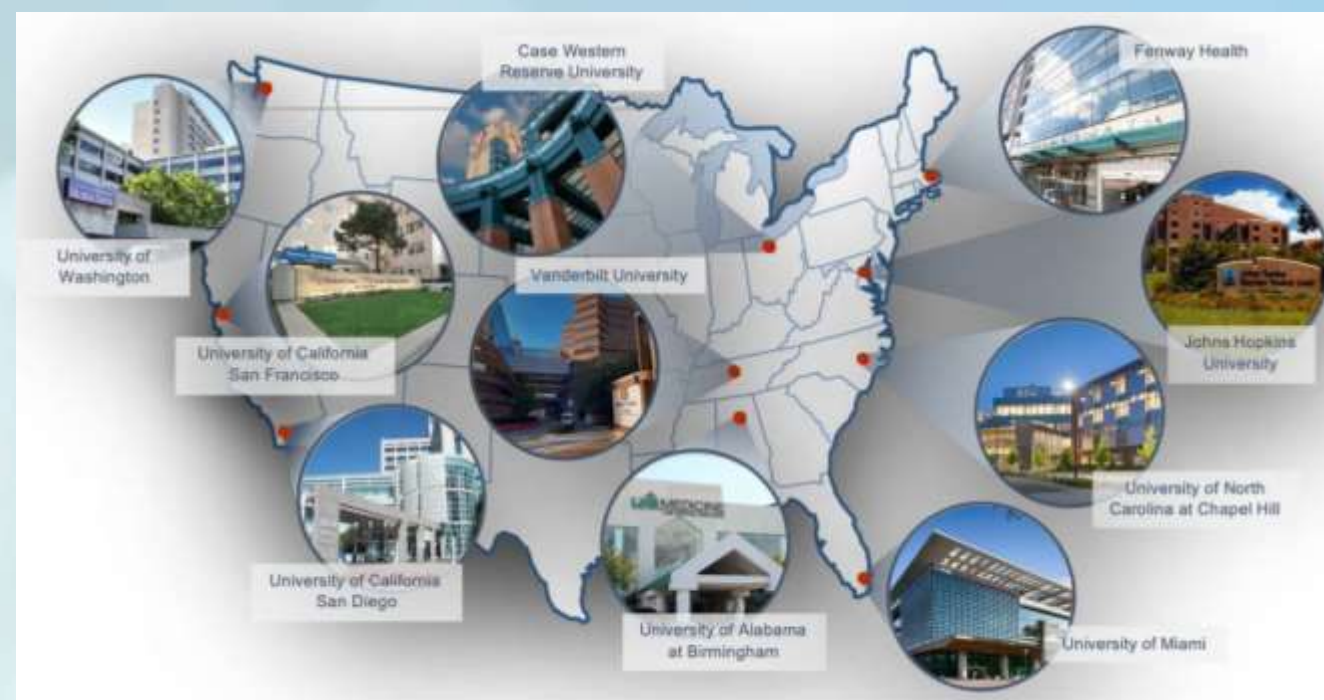 Case Western
Reserve University
Fenway Health
University of
Washington
Vanderbilt University
University of California
San Francisco
Johns Hopkins
University
University of North
Carolina at Chapel Hill
University of California
San Diego
MEDICINE
University of Alabama
at Birmingham
University of Miami